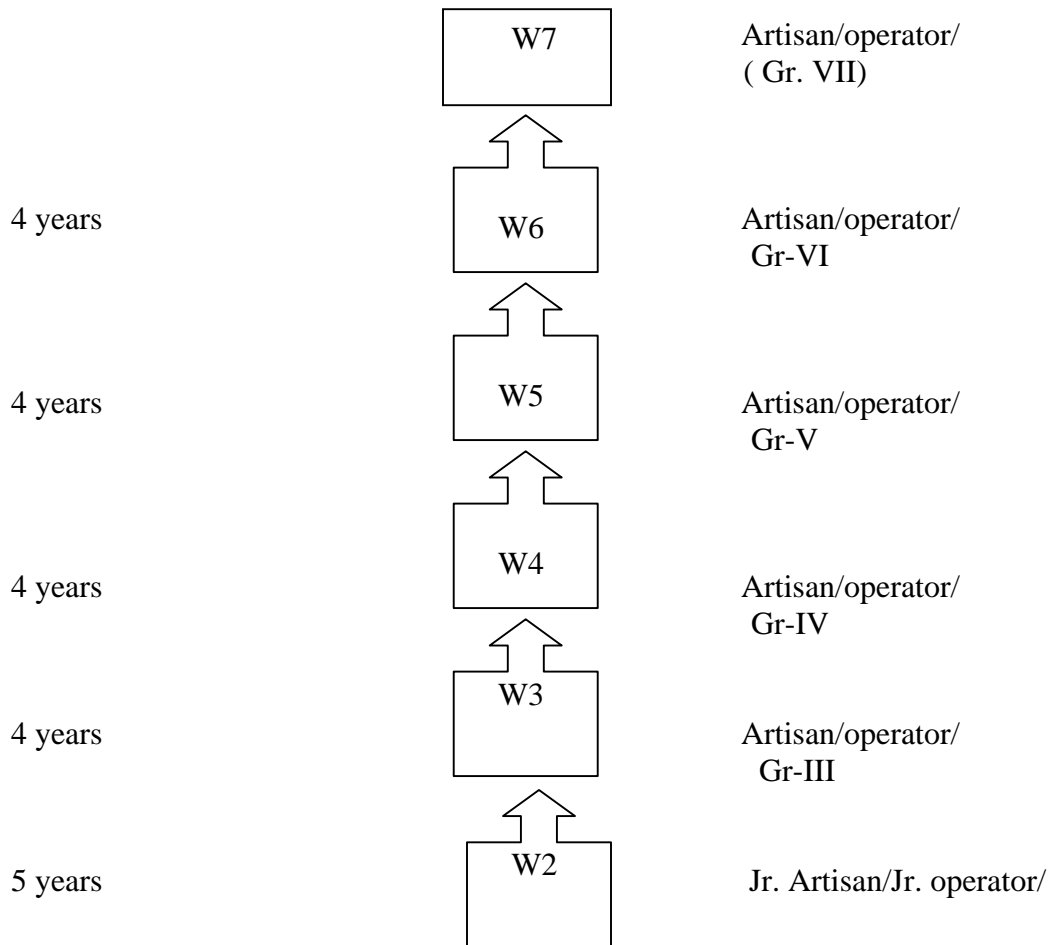 W7 Artisan/operator/
( Gr. VII)
4 years W6 Artisan/operator/
Gr-VI
4 years W5 Artisan/operator/
Gr-V
4 years W4 Artisan/operator/
Gr-IV
W3
4 years Artisan/operator/
Gr-III
W2
5 years Jr. Artisan/Jr. operator/